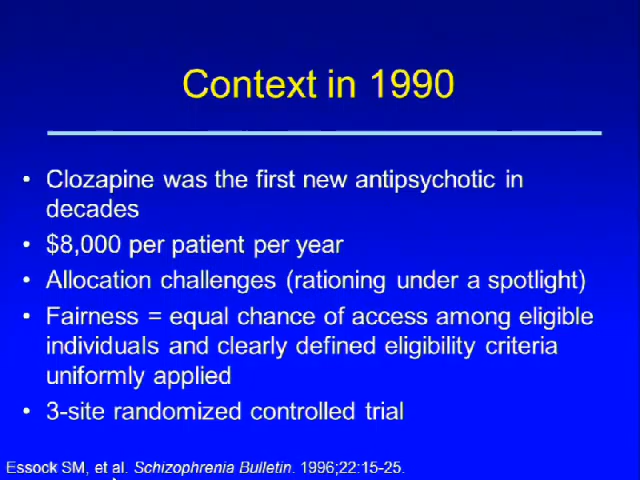 Context in 1990
• Clozapine was the first new antipsychotic in
decades
• $8,000 per patient per year
• Allocation challenges (rationing under a spotlight)
• Fairness = equal chance of access among eligible
individuals and clearly defined eligibility criteria
uniformly applied
• 3-site randomized controlled trial
Essock SM, et al. Schizophrenia Bulletin. 1996;22:15-25.